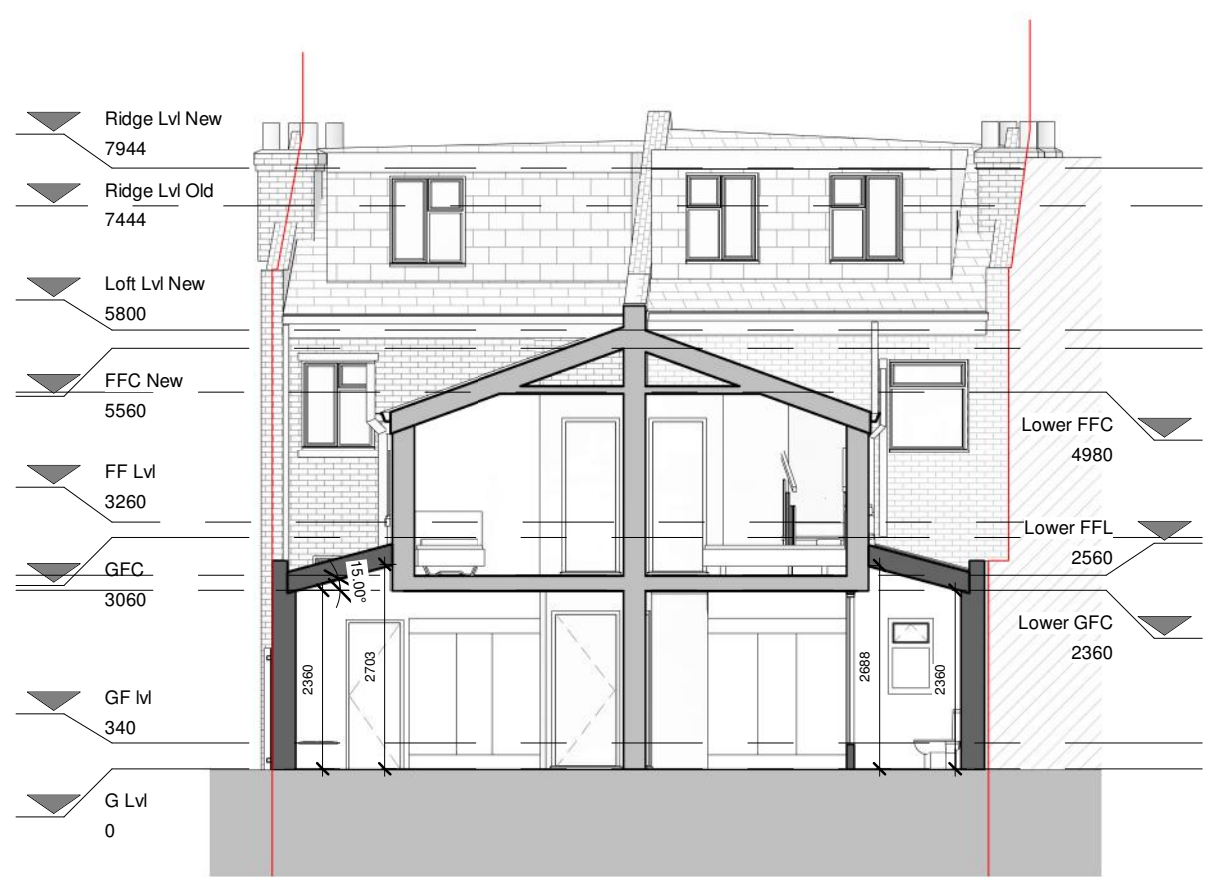 Ridge Lvl New
7944
Ridge Lvl Old
7444
Loft Lvl New
5800
FFC New
5560
FF Lvl
3260
GFC
3060
GF lvl
340
G Lvl
0
15.00°
2360
2703
2688
2360
Lower FFC
4980
Lower FFL
2560
Lower GFC
2360